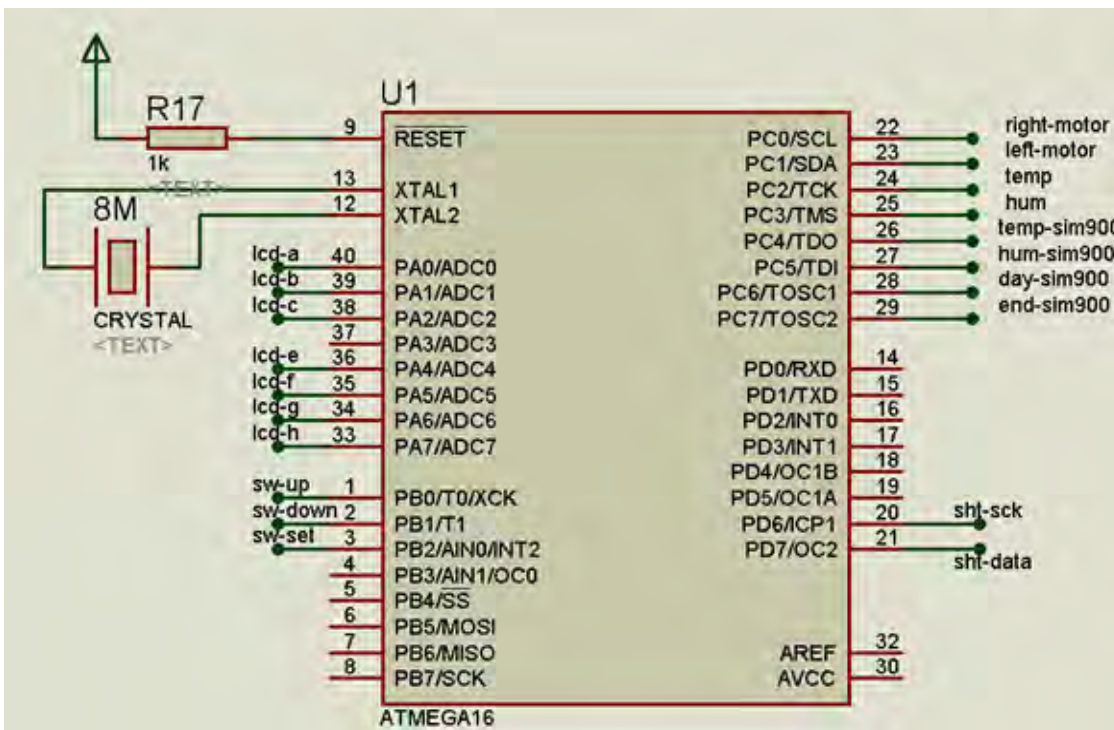 U1
R17
1k
<TEXT>
8M
CRYSTAL
<TEXT>
9 RESET
13 XTAL1
12 XTAL2
lcd-a 40 PA0/ADC0
lcd-b 39 PA1/ADC1
lcd-c 38 PA2/ADC2
37 PA3/ADC3
lcd-e 36 PA4/ADC4
lcd-f 35 PA5/ADC5
lcd-g 34 PA6/ADC6
lcd-h 33 PA7/ADC7
sw-up 1 PB0/T0/XCK
sw-down 2 PB1/T1
sw-set 3 PB2/AIN0/INT2
4 PB3/AIN1/OC0
5 PB4/SS
6 PB5/MOSI
7 PB6/MISO
8 PB7/SCK
PC0/SCL 22 right-motor
PC1/SDA 23 left-motor
PC2/TCK 24 temp
PC3/TMS 25 hum
PC4/TDO 26 temp-sim900
PC5/TDI 27 hum-sim900
PC6/TOSC1 28 day-sim900
PC7/TOSC2 29 end-sim900
PD0/RXD 14
PD1/TXD 15
PD2/INT0 16
PD3/INT1 17
PD4/OC1B 18
PD5/OC1A 19
PD6/ICP1 20 sht-sck
PD7/OC2 21 sht-data
AREF 32
AVCC 30
ATMEGA16